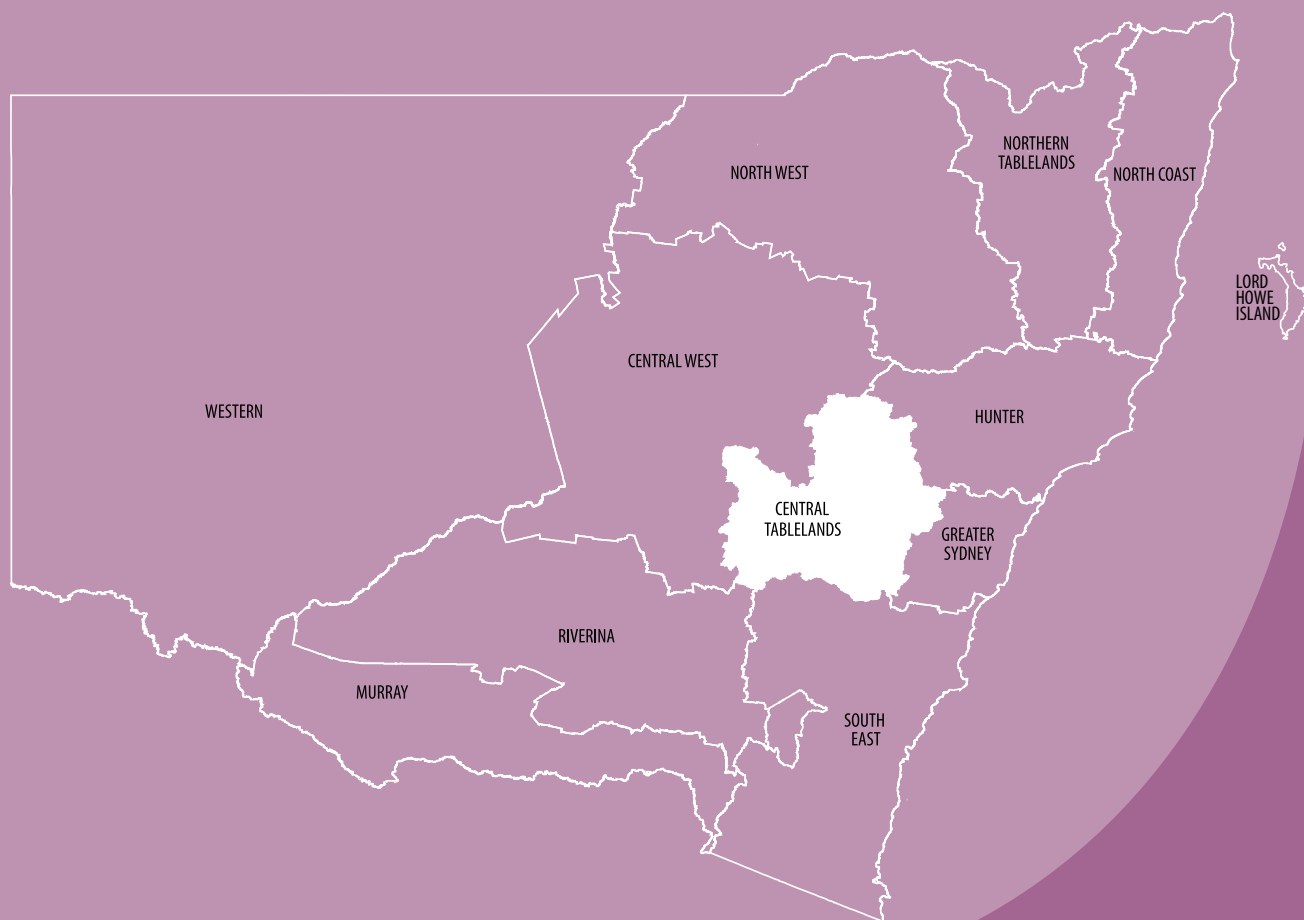 NORTHERN
TABLELANDS
NORTH WEST
NORTH COAST
LORD
HOWE
ISLAND
CENTRAL WEST
WESTERN
HUNTER
CENTRAL
TABLELANDS
GREATER
SYDNEY
RIVERINA
MURRAY
SOUTH
EAST